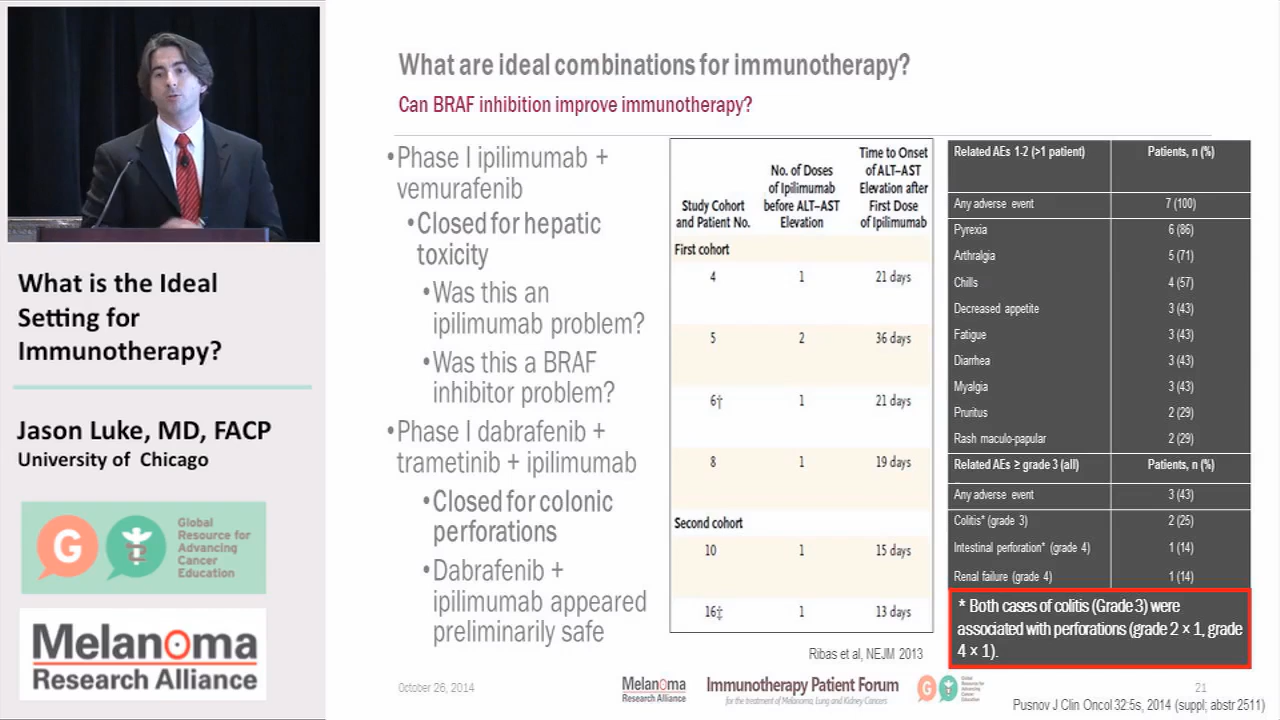 What are ideal combinations for immunotherapy?
Can BRAF inhibition improve immunotherapy?
•Phase I ipilimumab +
vemurafenib
•Closed for hepatic
toxicity
•Was this an
ipilimumab problem?
•Was this a BRAF
inhibitor problem?
•Phase I dabrafenib +
trametinib + ipilimumab
•Closed for colonic
perforations
•Dabrafenib +
ipilimumab appeared
preliminarily safe
Study Cohort and Patient No. No. of Doses of Ipilimumab before ALT–AST Elevation Time to Onset of ALT–AST Elevation after First Dose of Ipilimumab
First cohort
4 1 21 days
5 2 36 days
6† 1 21 days
8 1 19 days
Second cohort
10 1 15 days
16‡ 1 13 days
Ribas et al, NEJM 2013
Related AEs 1-2 (>1 patient) Patients, n (%)
Any adverse event 7 (100)
Pyrexia 6 (86)
Arthralgia 5 (71)
Chills 4 (57)
Decreased appetite 3 (43)
Fatigue 3 (43)
Diarrhea 3 (43)
Myalgia 3 (43)
Pruritus 2 (29)
Rash maculo-papular 2 (29)
Related AEs ≥ grade 3 (all) Patients, n (%)
Any adverse event 3 (43)
Colitis* (grade 3) 2 (25)
Intestinal perforation* (grade 4) 1 (14)
Renal failure (grade 4) 1 (14)
* Both cases of colitis (Grade 3) were
associated with perforations (grade 2 × 1, grade
4 × 1).
What is the Ideal
Setting for
Immunotherapy?
Jason Luke, MD, FACP
University of Chicago
G
Global
Resource for
Advancing
Cancer
Education
Melanoma
Research Alliance
October 26, 2014
Melanoma
Research Alliance
Immunotherapy Patient Forum
for the treatment of Melanoma, Lung and Kidney Cancers
G
Global
Resource for
Advancing
Cancer
Education
21
Pusnov J Clin Oncol 32:5s, 2014 (suppl; abstr 2511)